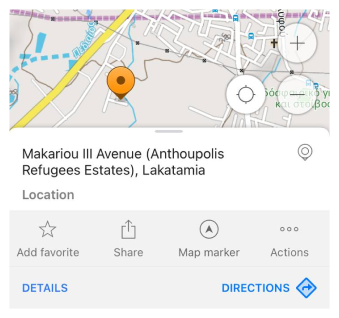 Makariou III Avenue (Anthoupolis
Refugees Estates), Lakatamia
Location
Add favorite
Share
Map marker
Actions
DETAILS
DIRECTIONS